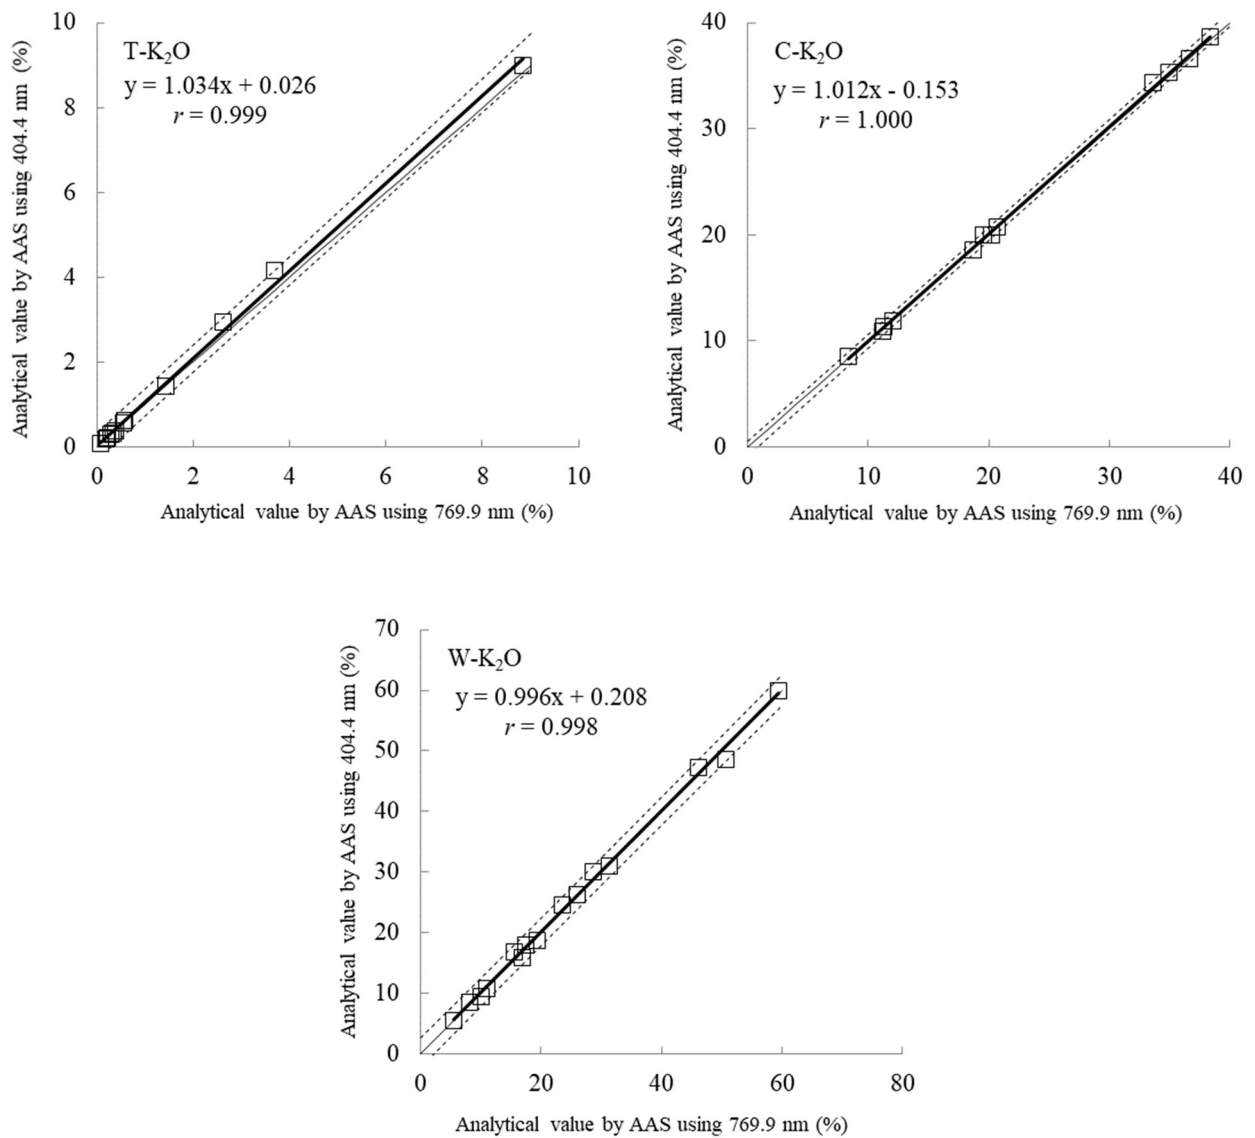 T-K₂O
y = 1.034x + 0.026
r = 0.999
10
8
6
4
2
0
0 2 4 6 8 10
Analytical value by AAS using 404.4 nm (%)
Analytical value by AAS using 769.9 nm (%)
C-K₂O
y = 1.012x - 0.153
r = 1.000
40
30
20
10
0
0 10 20 30 40
Analytical value by AAS using 404.4 nm (%)
Analytical value by AAS using 769.9 nm (%)
W-K₂O
y = 0.996x + 0.208
r = 0.998
70
60
50
40
30
20
10
0
0 20 40 60 80
Analytical value by AAS using 404.4 nm (%)
Analytical value by AAS using 769.9 nm (%)